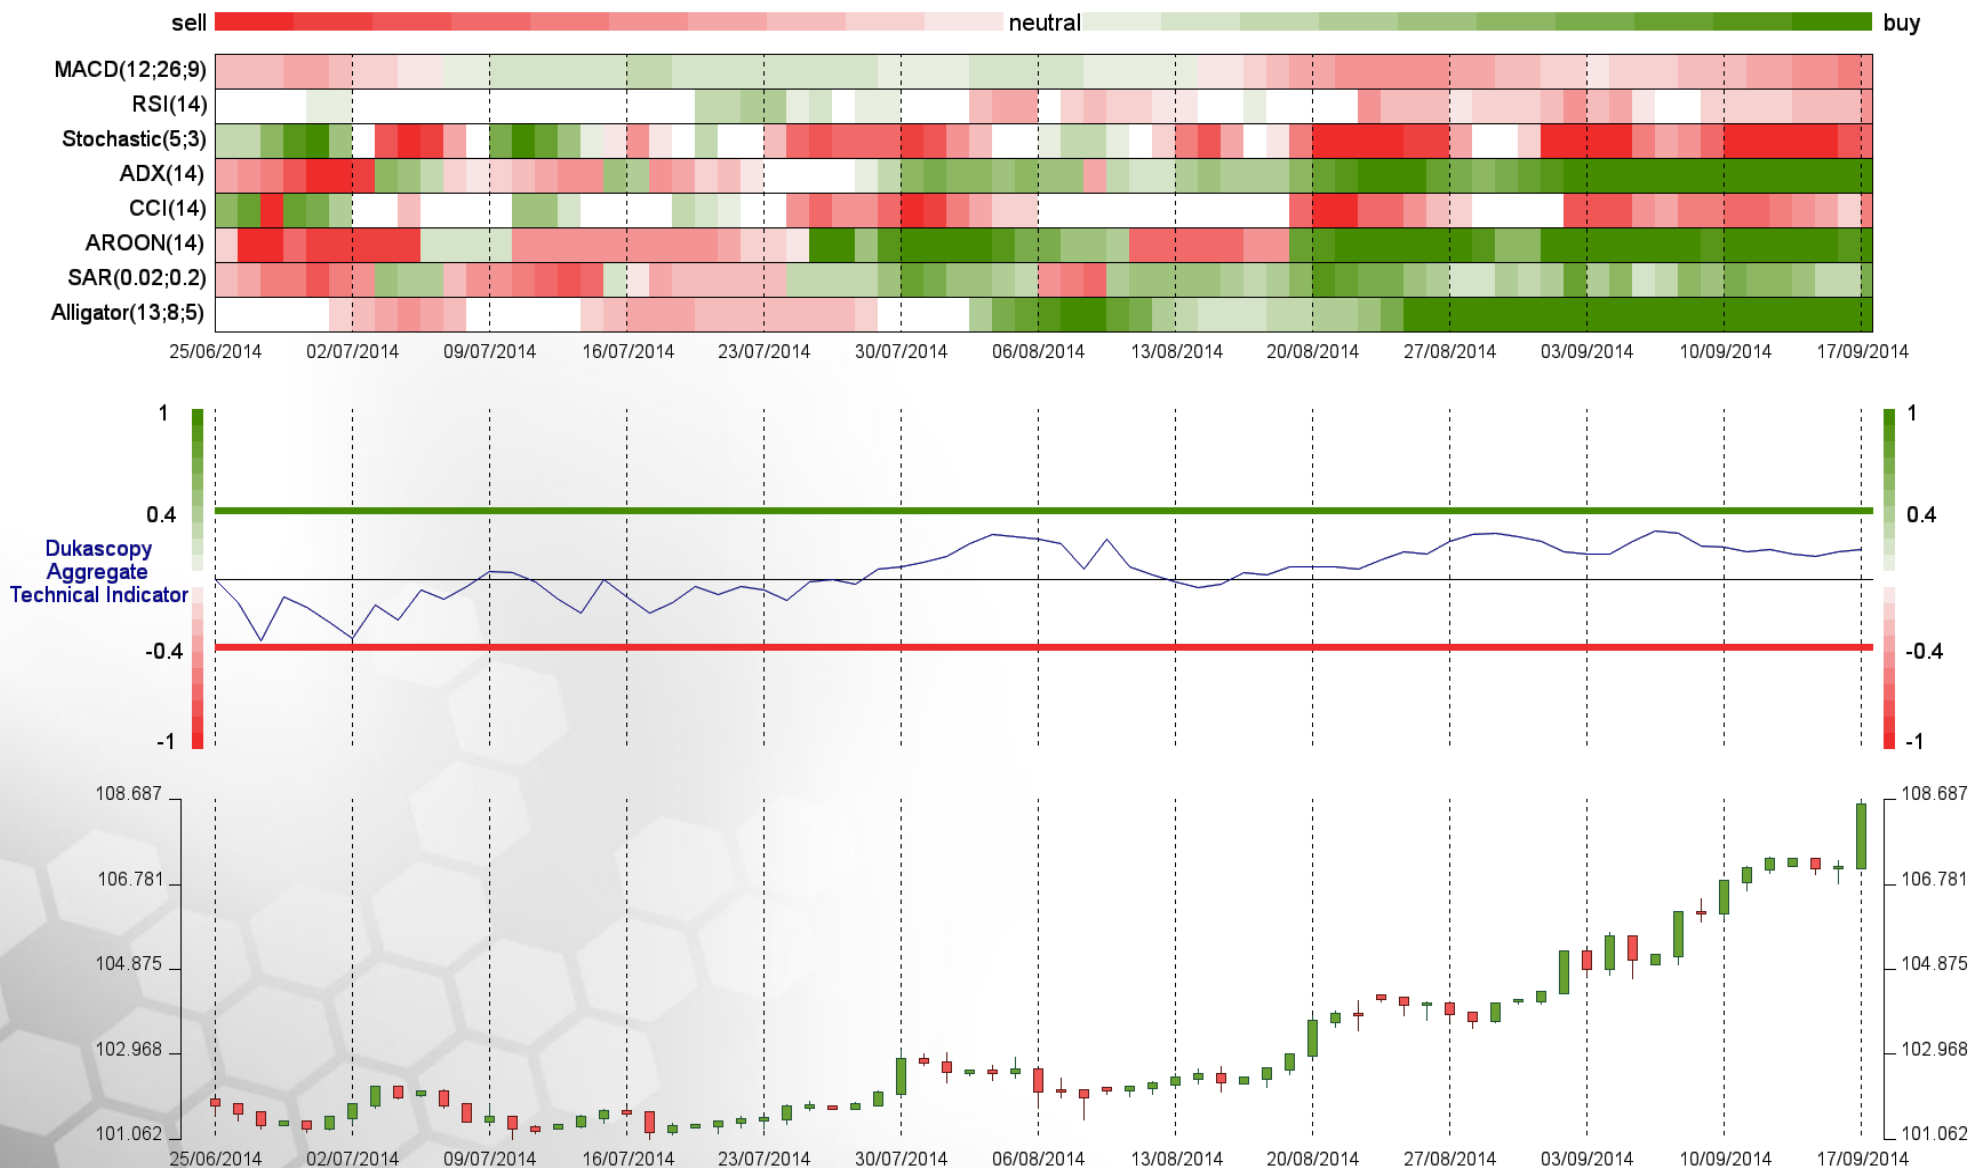 sell neutral buy
MACD(12;26;9)
RSI(14)
Stochastic(5;3)
ADX(14)
CCI(14)
AROON(14)
SAR(0.02;0.2)
Alligator(13;8;5)
25/06/2014 02/07/2014 09/07/2014 16/07/2014 23/07/2014 30/07/2014 06/08/2014 13/08/2014 20/08/2014 27/08/2014 03/09/2014 10/09/2014 17/09/2014
1 1
0.4 0.4
Dukascopy
Aggregate
Technical Indicator
-0.4 -0.4
-1 -1
108.687 108.687
106.781 106.781
104.875 104.875
102.968 102.968
101.062 101.062
25/06/2014 02/07/2014 09/07/2014 16/07/2014 23/07/2014 30/07/2014 06/08/2014 13/08/2014 20/08/2014 27/08/2014 03/09/2014 10/09/2014 17/09/2014